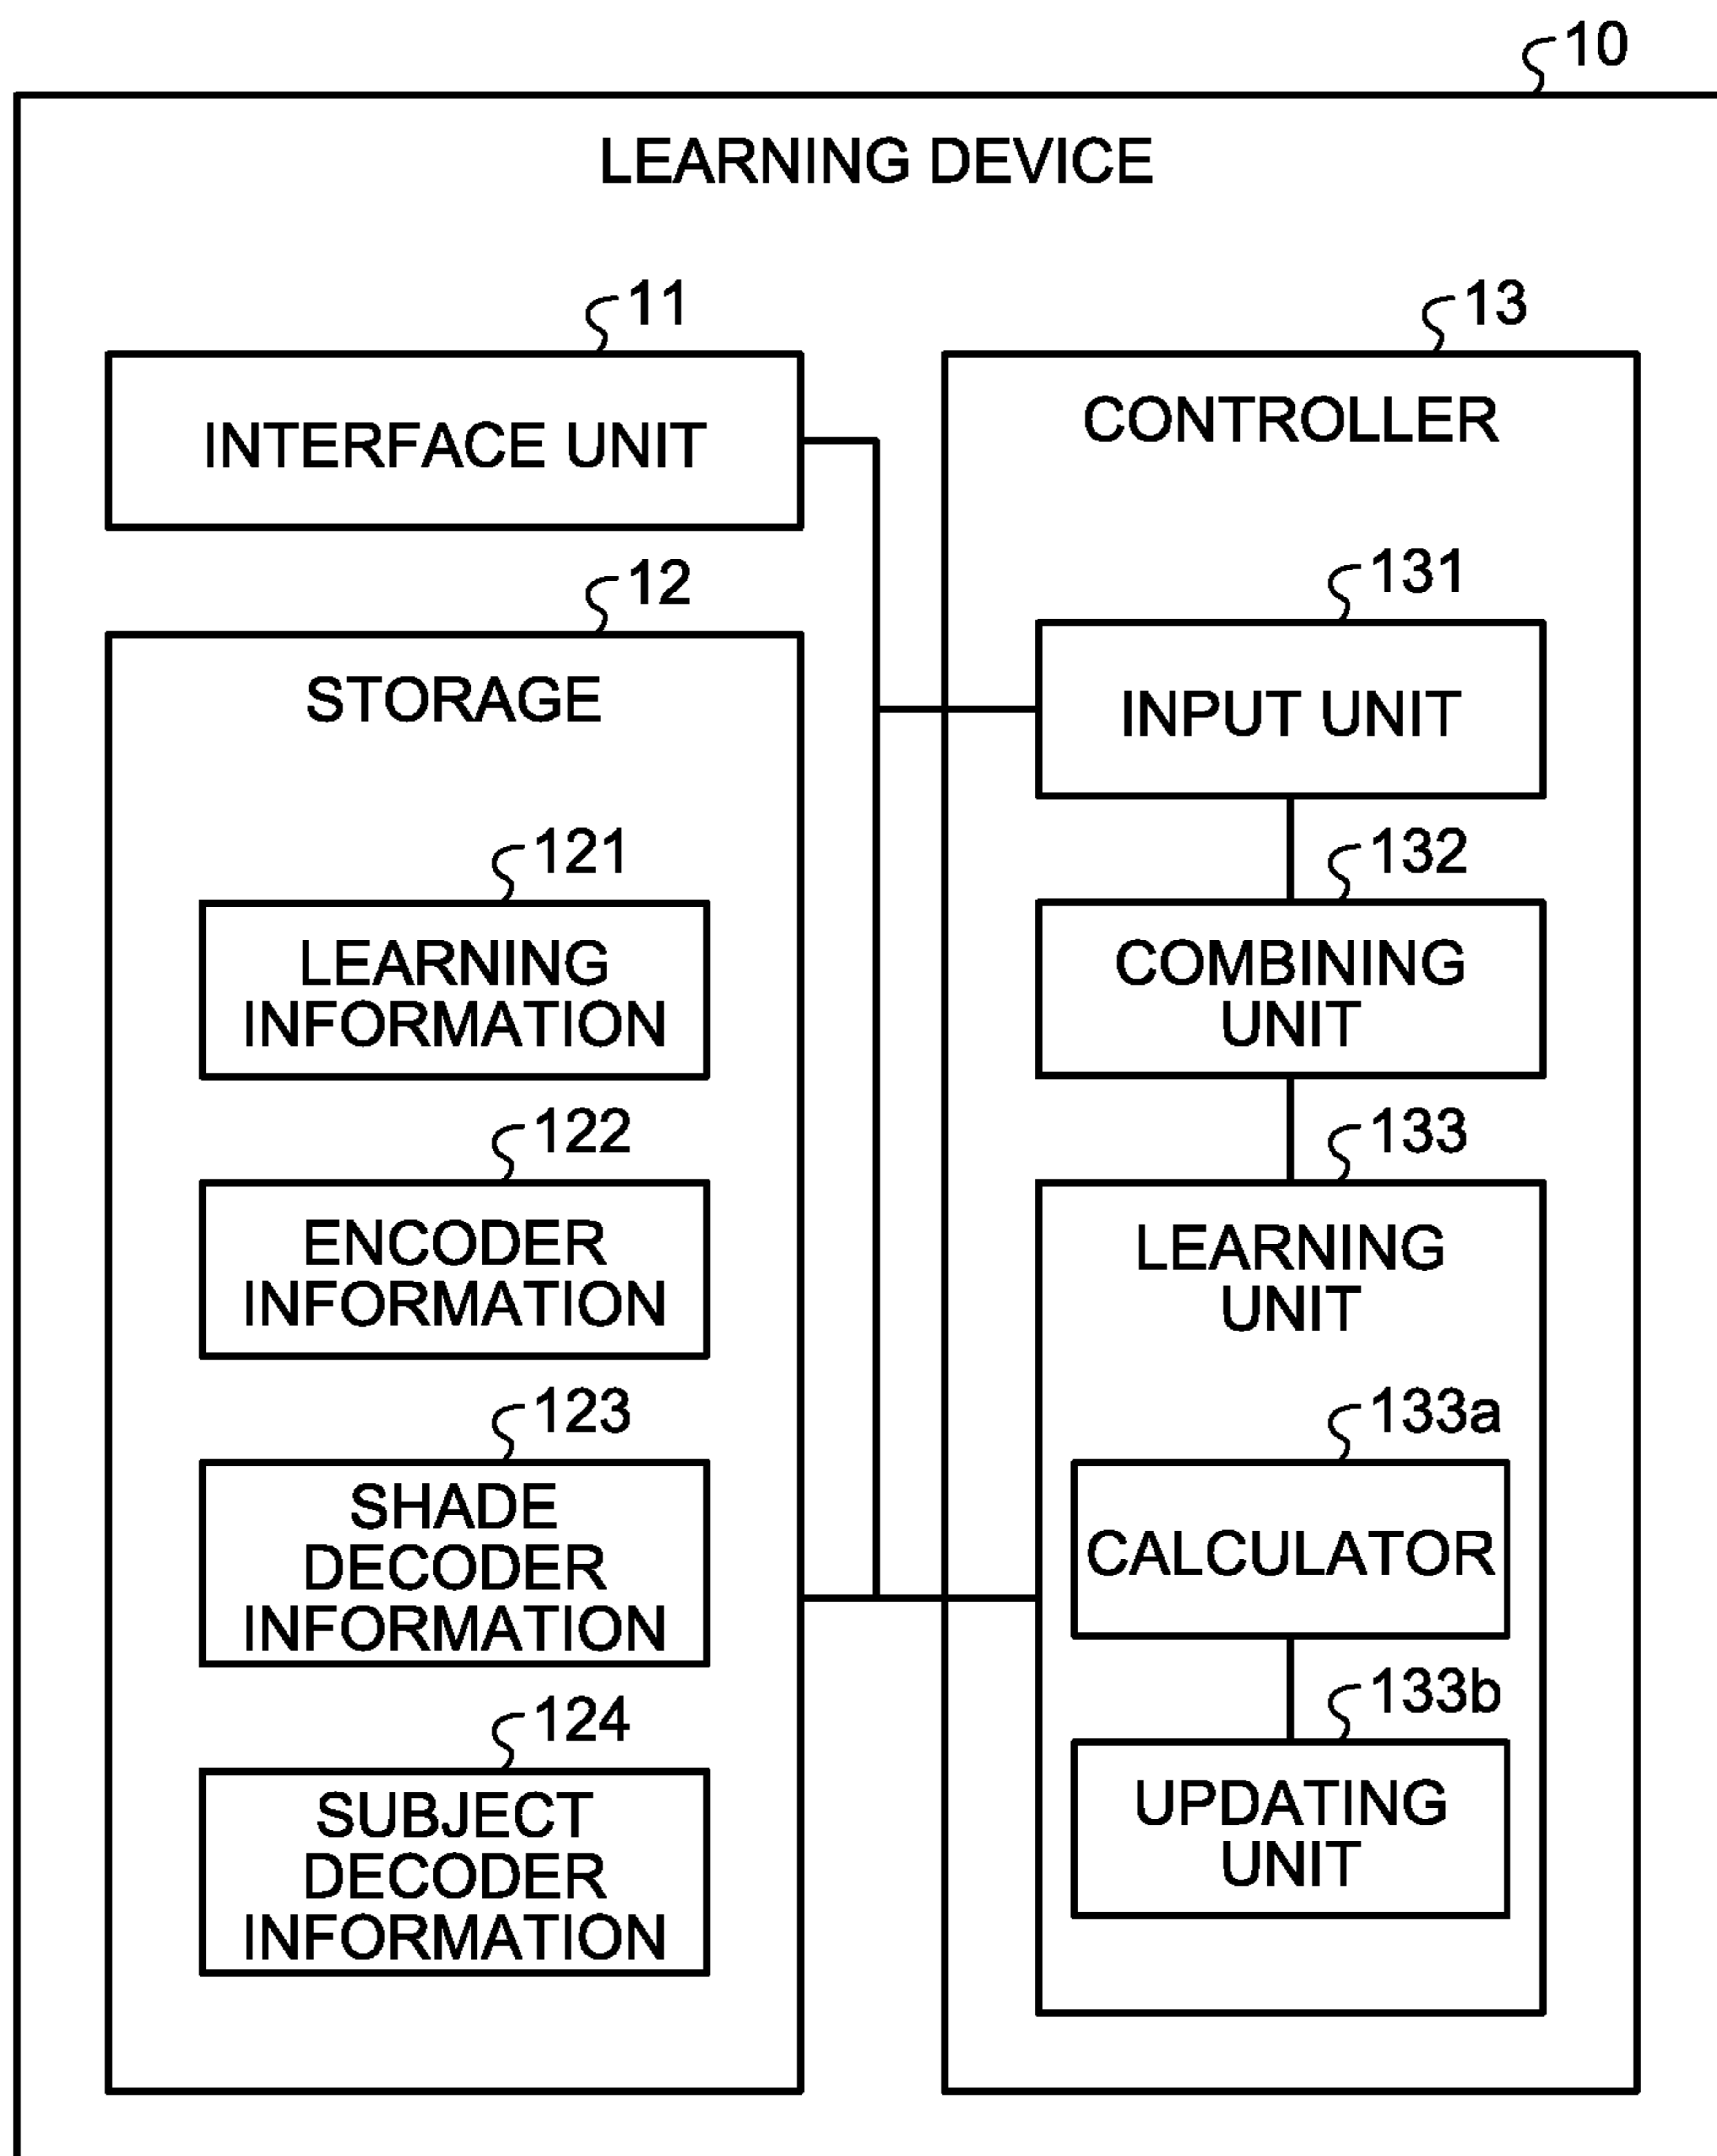 10
LEARNING DEVICE
11
INTERFACE UNIT
12
STORAGE
121
LEARNING
INFORMATION
122
ENCODER
INFORMATION
123
SHADE
DECODER
INFORMATION
124
SUBJECT
DECODER
INFORMATION
13
CONTROLLER
131
INPUT UNIT
132
COMBINING
UNIT
133
LEARNING
UNIT
133a
CALCULATOR
133b
UPDATING
UNIT